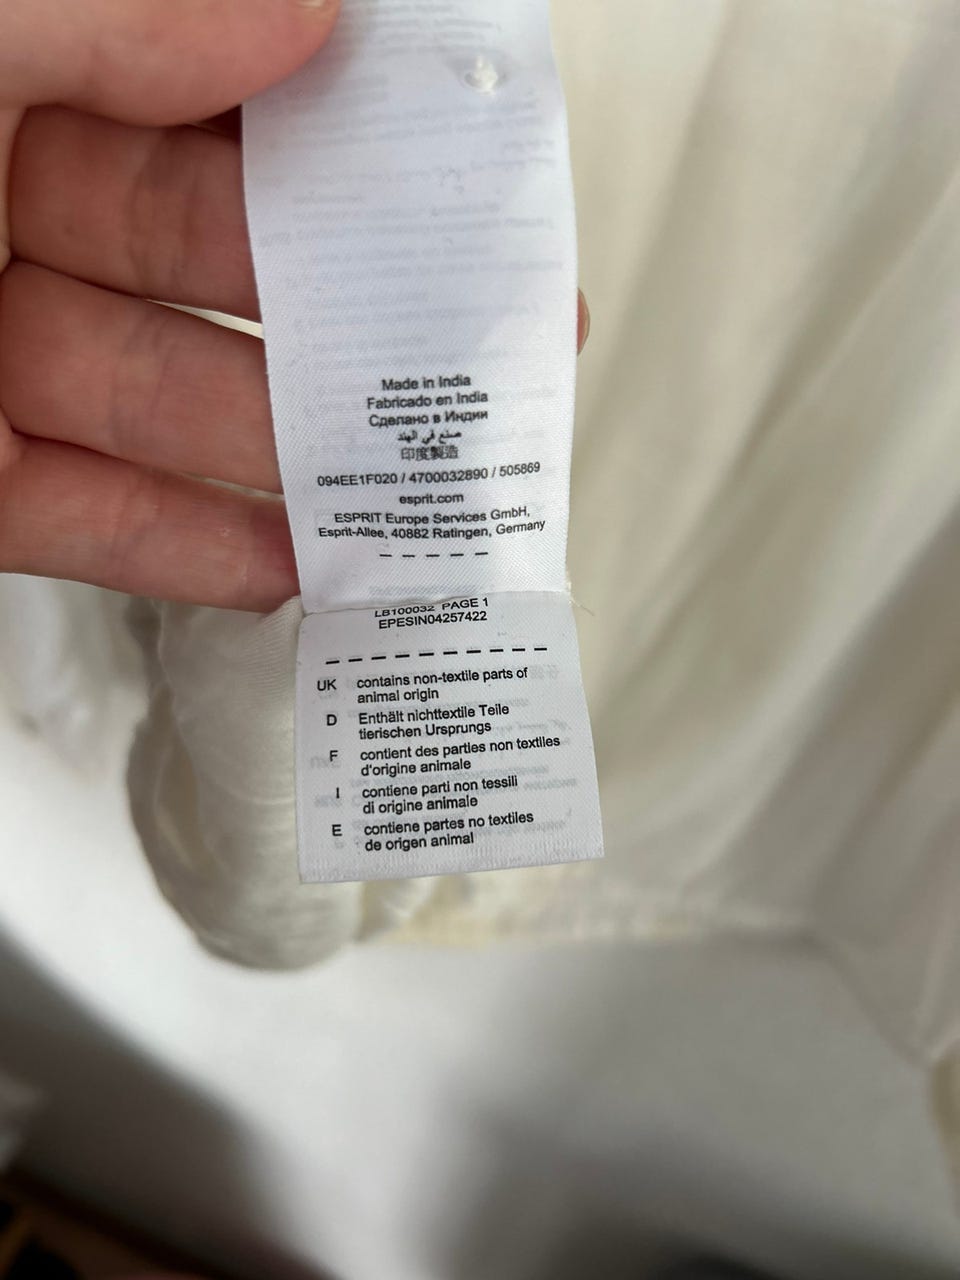 Made in India
Fabricado en India
Сделано в Индии
صنع في الهند
印度製造
094EE1F020 / 4700032890 / 505869
esprit.com
ESPRIT Europe Services GmbH,
Esprit-Allee, 40882 Ratingen, Germany
- - - - -
LB100032 PAGE 1
EPESIN04257422
- - - - - - - - - -
UK contains non-textile parts of
animal origin
D Enthält nichttextile Teile
tierischen Ursprungs
F contient des parties non textiles
d'origine animale
I contiene parti non tessili
di origine animale
E contiene partes no textiles
de origen animal